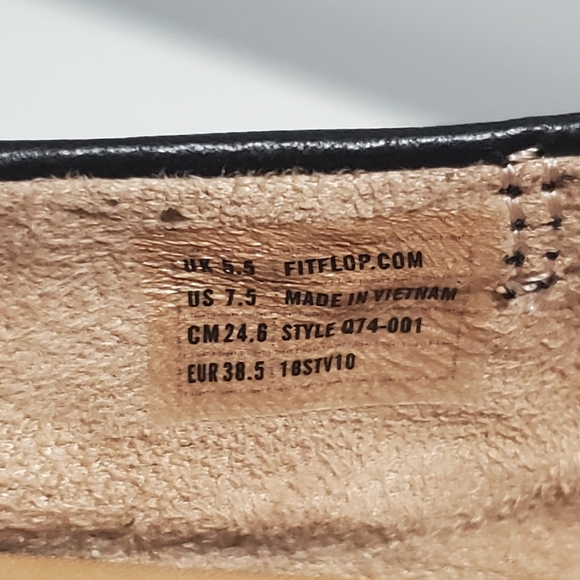 UK 5.5 FITFLOP.COM
US 7.5 MADE IN VIETNAM
CM 24.6 STYLE Q74-001
EUR 38.5 18STV10